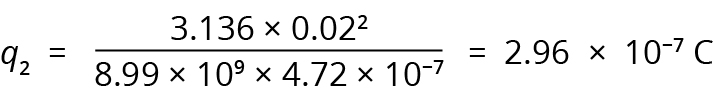 q₂ = 3.136 × 0.02² / 8.99 × 10⁹ × 4.72 × 10⁻⁷ = 2.96 × 10⁻⁷ C